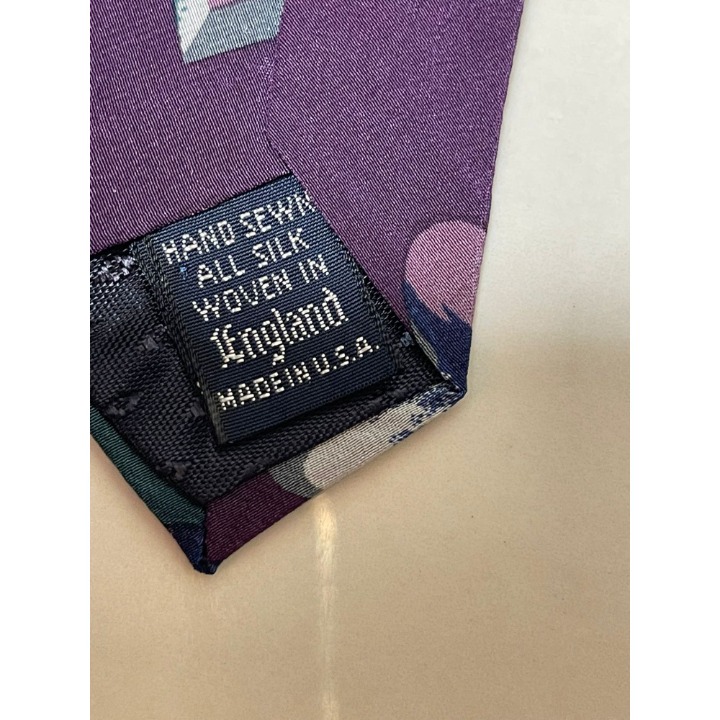 HAND SEWN
ALL SILK
WOVEN IN
England
MADE IN U.S.A.